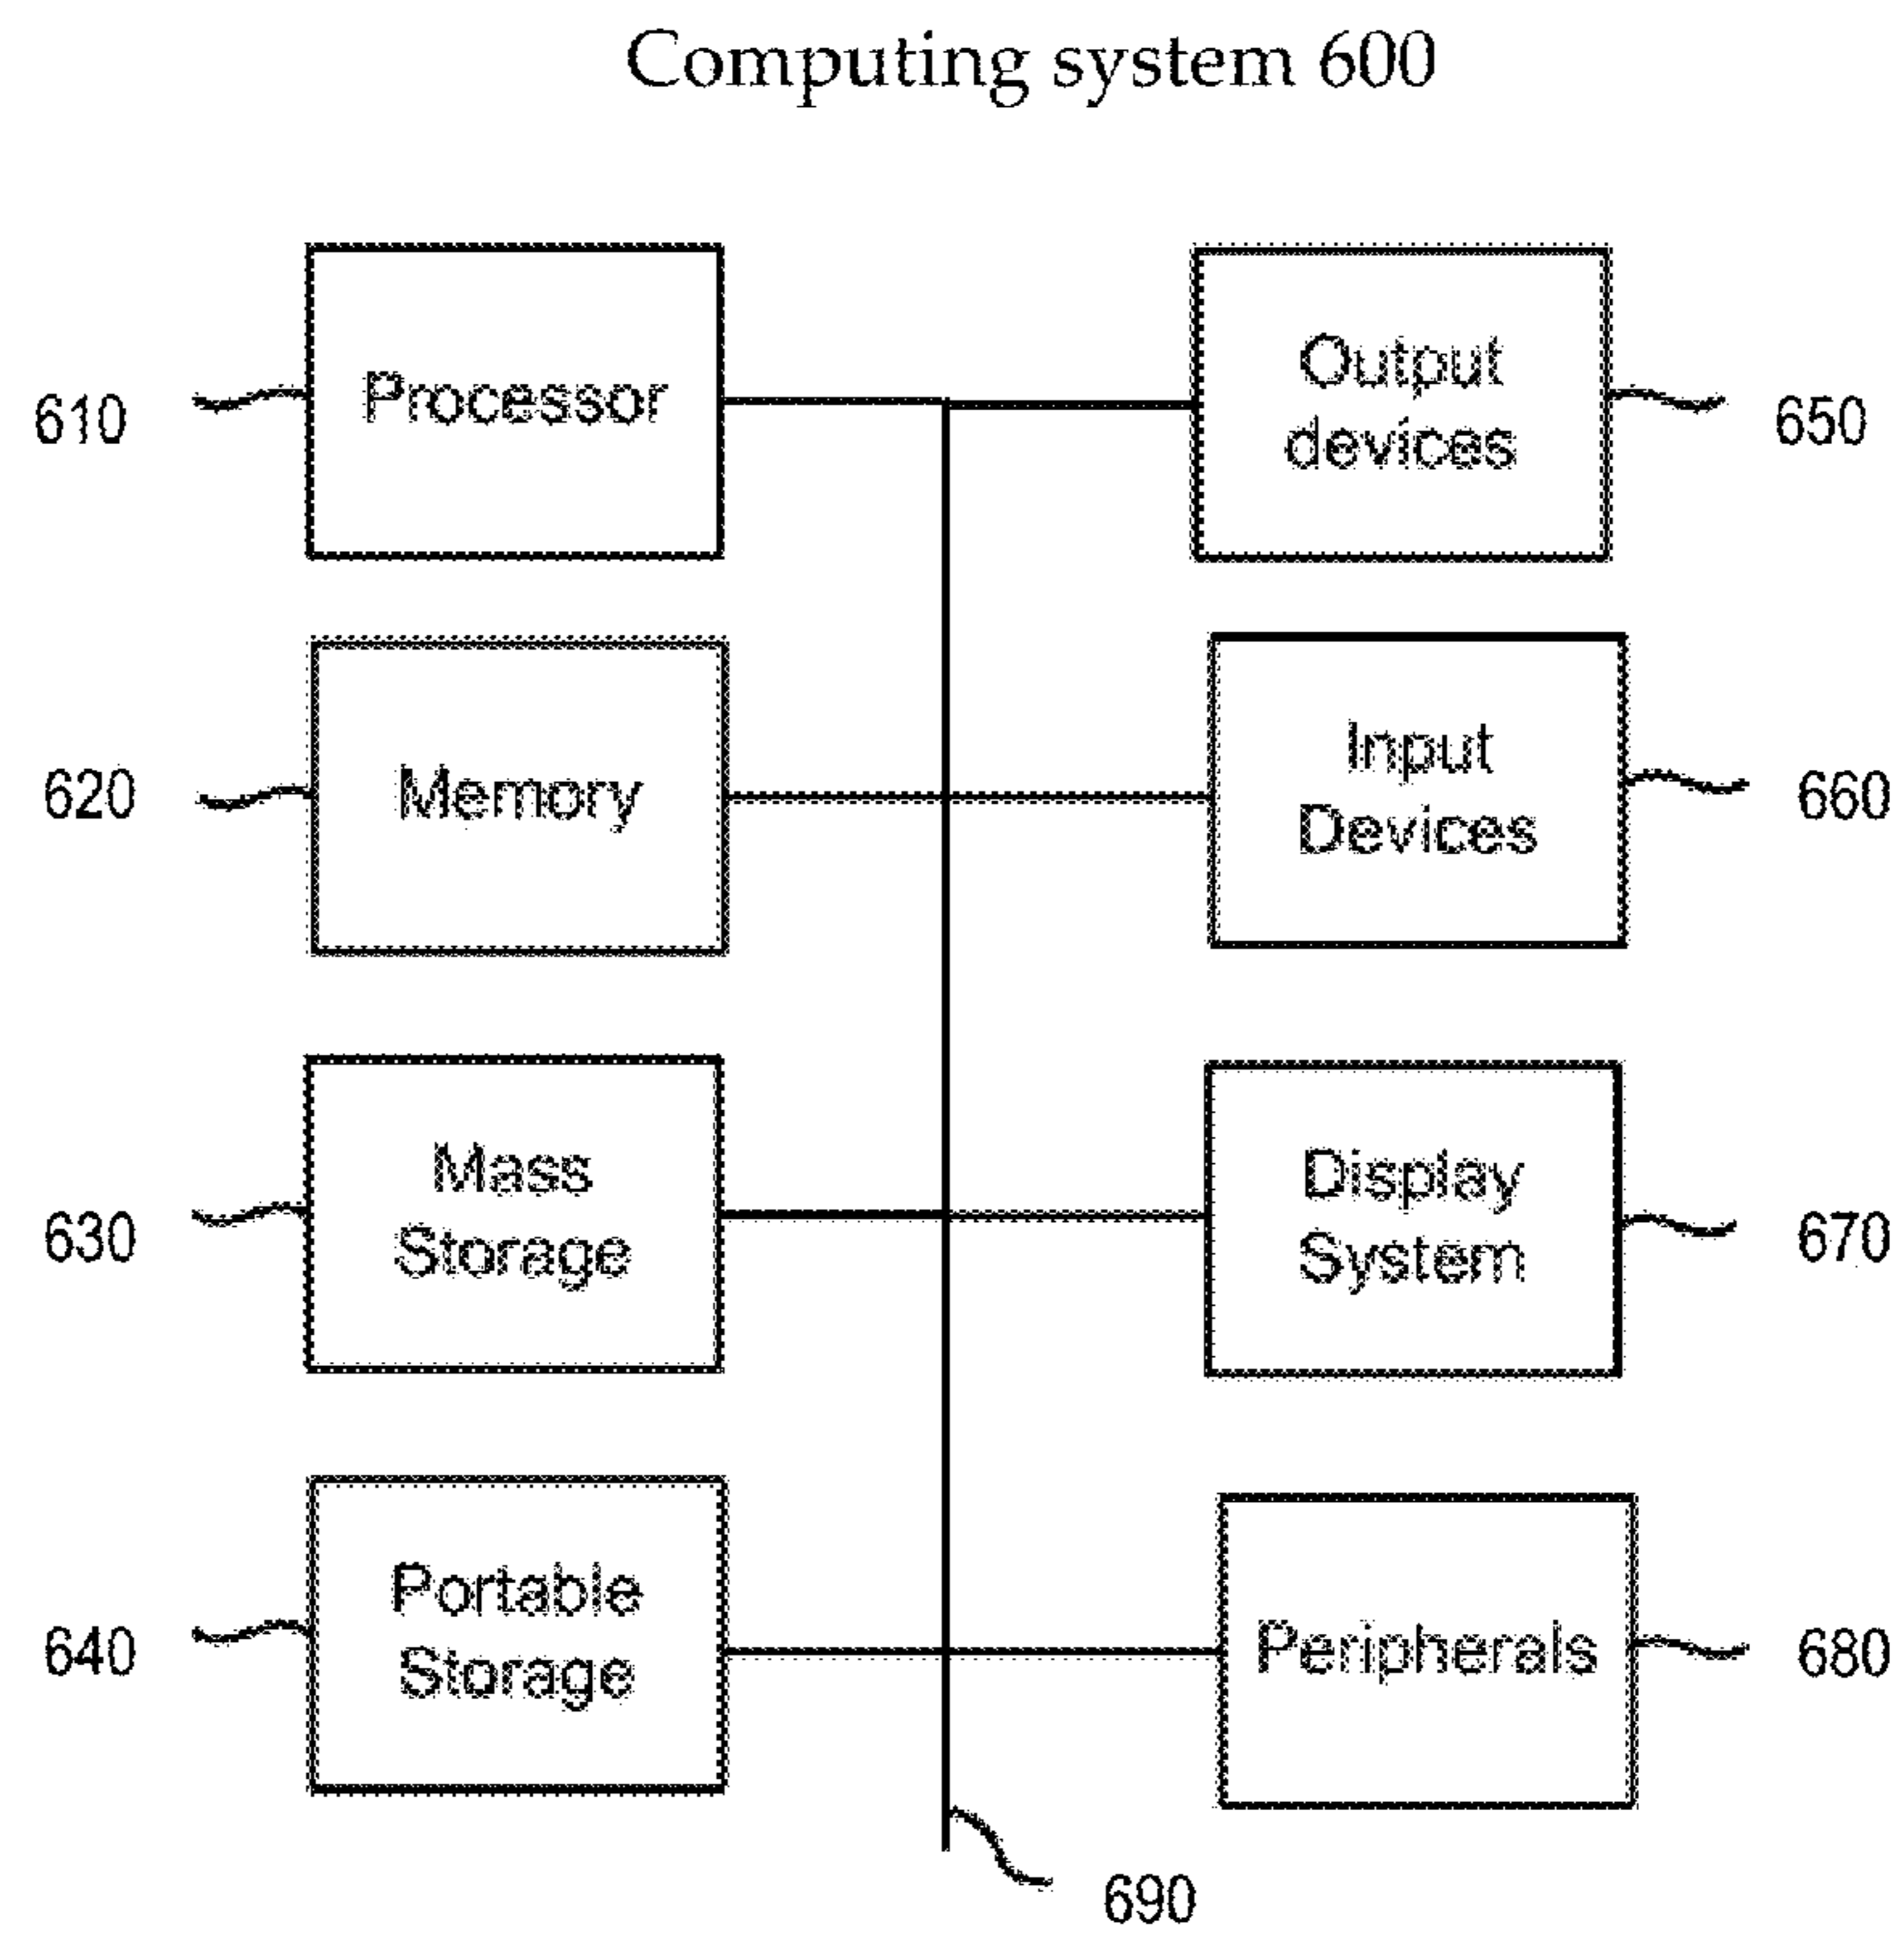 Computing system 600
610
Processor
Output
devices
650
620
Memory
Input
Devices
660
630
Mass
Storage
Display
System
670
640
Portable
Storage
Peripherals
680
690